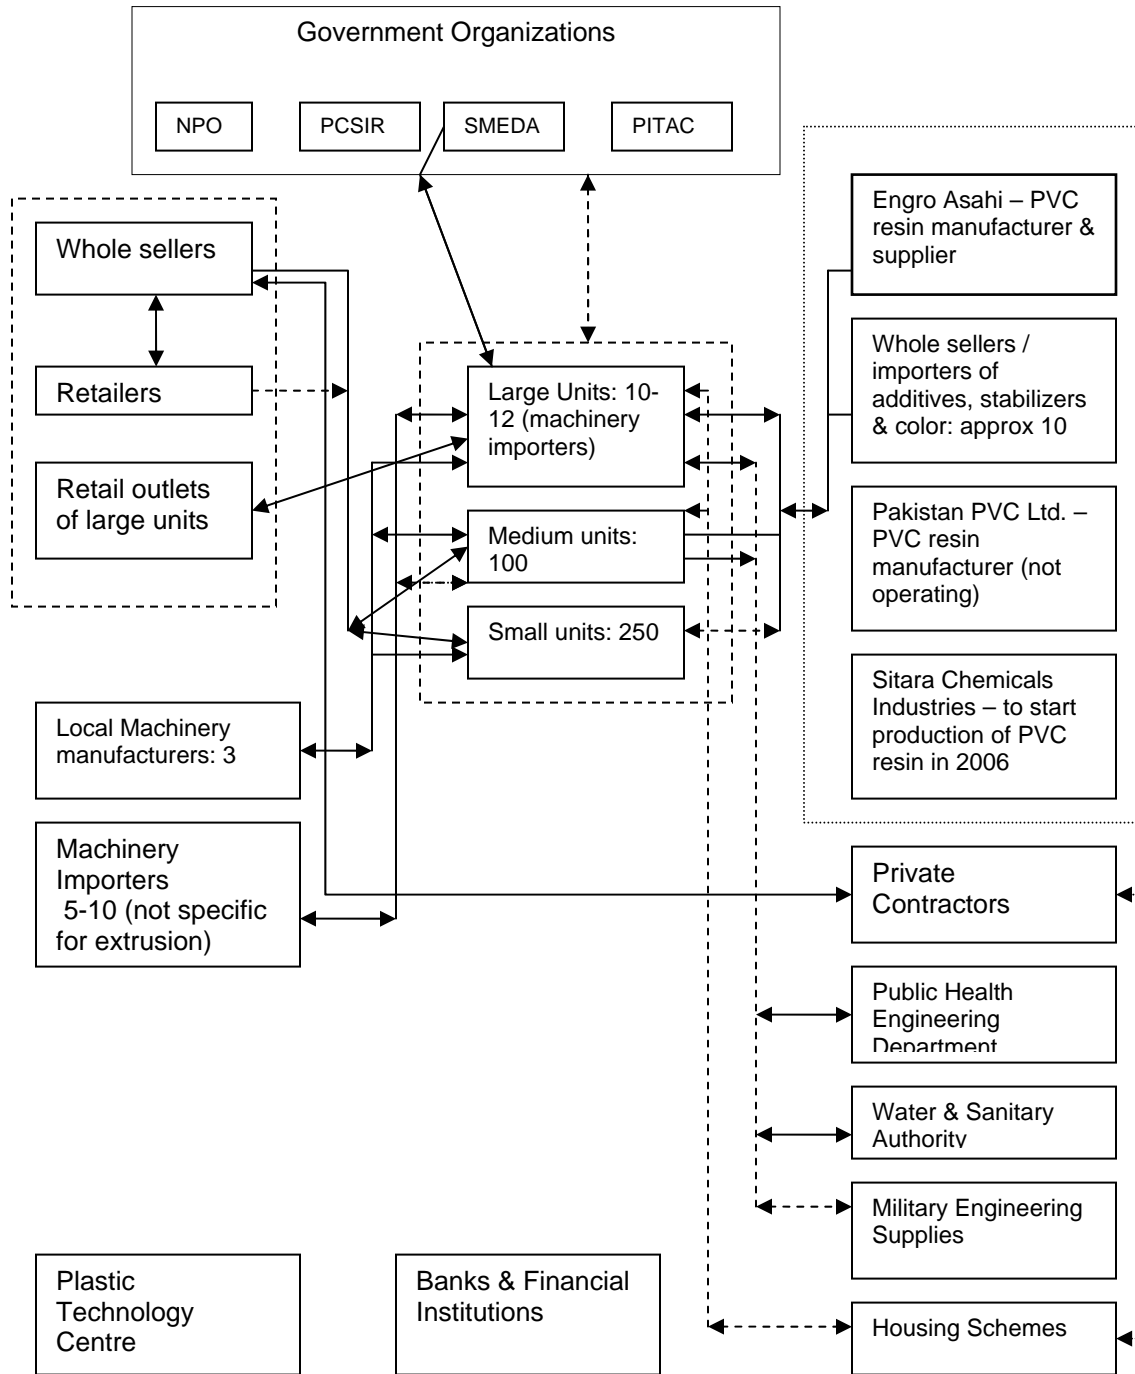 Government Organizations
NPO
PCSIR
SMEDA
PITAC
Whole sellers
Retailers
Retail outlets
of large units
Large Units: 10-
12 (machinery
importers)
Medium units:
100
Small units: 250
Engro Asahi – PVC
resin manufacturer &
supplier
Whole sellers /
importers of
additives, stabilizers
& color: approx 10
Pakistan PVC Ltd. –
PVC resin
manufacturer (not
operating)
Sitara Chemicals
Industries – to start
production of PVC
resin in 2006
Local Machinery
manufacturers: 3
Machinery
Importers
5-10 (not specific
for extrusion)
Private
Contractors
Public Health
Engineering
Department
Water & Sanitary
Authority
Military Engineering
Supplies
Housing Schemes
Plastic
Technology
Centre
Banks & Financial
Institutions